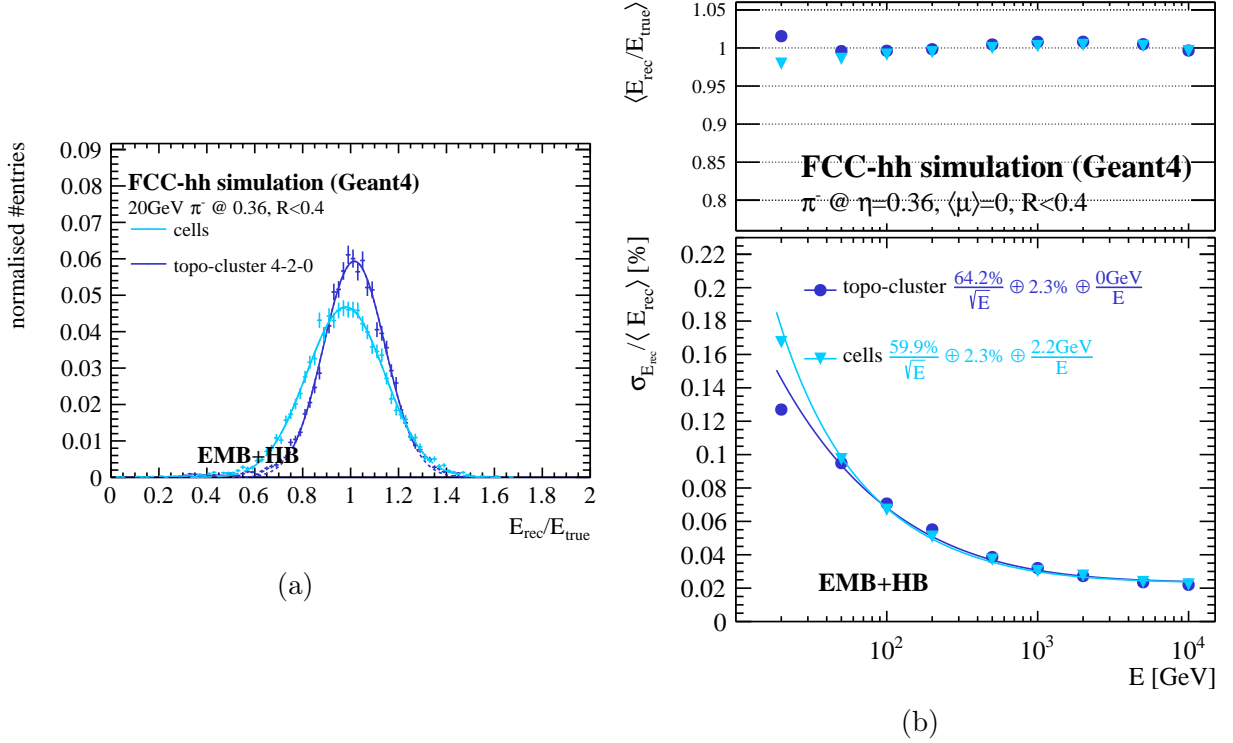 normalised #entries
0.09
0.08
0.07
0.06
0.05
0.04
0.03
0.02
0.01
0
FCC-hh simulation (Geant4)
20GeV π⁻ @ 0.36, R<0.4
cells
topo-cluster 4-2-0
EMB+HB
0 0.2 0.4 0.6 0.8 1 1.2 1.4 1.6 1.8 2
E_rec/E_true
(a)
⟨E_rec/E_true⟩
1.05
1
0.95
0.9
0.85
0.8
FCC-hh simulation (Geant4)
π⁻ @ η=0.36, ⟨μ⟩=0, R<0.4
σ_E_rec/⟨ E_rec⟩ [%]
0.22
0.2
0.18
0.16
0.14
0.12
0.1
0.08
0.06
0.04
0.02
0
topo-cluster 64.2%/√E ⊕ 2.3% ⊕ 0GeV/E
cells 59.9%/√E ⊕ 2.3% ⊕ 2.2GeV/E
EMB+HB
10² 10³ 10⁴
E [GeV]
(b)